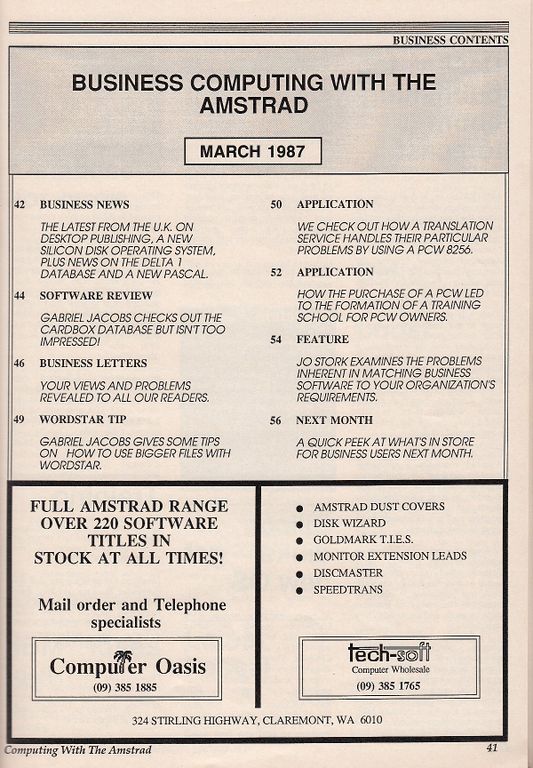 BUSINESS CONTENTS
BUSINESS COMPUTING WITH THE
AMSTRAD
MARCH 1987
42 BUSINESS NEWS
THE LATEST FROM THE U.K. ON
DESKTOP PUBLISHING, A NEW
SILICON DISK OPERATING SYSTEM,
PLUS NEWS ON THE DELTA 1
DATABASE AND A NEW PASCAL.
44 SOFTWARE REVIEW
GABRIEL JACOBS CHECKS OUT THE
CARDBOX DATABASE BUT ISN'T TOO
IMPRESSED!
46 BUSINESS LETTERS
YOUR VIEWS AND PROBLEMS
REVEALED TO ALL OUR READERS.
49 WORDSTAR TIP
GABRIEL JACOBS GIVES SOME TIPS
ON HOW TO USE BIGGER FILES WITH
WORDSTAR.
50 APPLICATION
WE CHECK OUT HOW A TRANSLATION
SERVICE HANDLES THEIR PARTICULAR
PROBLEMS BY USING A PCW 8256.
52 APPLICATION
HOW THE PURCHASE OF A PCW LED
TO THE FORMATION OF A TRAINING
SCHOOL FOR PCW OWNERS.
54 FEATURE
JO STORK EXAMINES THE PROBLEMS
INHERENT IN MATCHING BUSINESS
SOFTWARE TO YOUR ORGANIZATION'S
REQUIREMENTS.
56 NEXT MONTH
A QUICK PEEK AT WHAT'S IN STORE
FOR BUSINESS USERS NEXT MONTH.
FULL AMSTRAD RANGE
OVER 220 SOFTWARE
TITLES IN
STOCK AT ALL TIMES!
Mail order and Telephone
specialists
Computer Oasis
(09) 385 1885
● AMSTRAD DUST COVERS
● DISK WIZARD
● GOLDMARK T.I.E.S.
● MONITOR EXTENSION LEADS
● DISCMASTER
● SPEEDTRANS
tech-soft
Computer Wholesale
(09) 385 1765
324 STIRLING HIGHWAY, CLAREMONT, WA 6010
Computing With The Amstrad
41